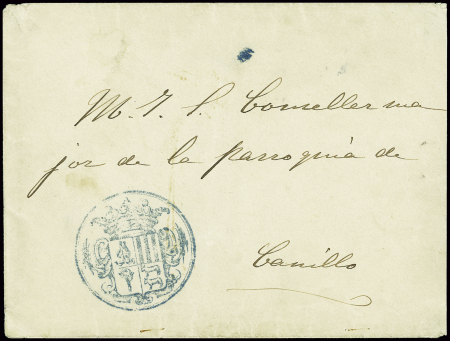 M. I. S. Conseller ma
jor de la parroquia de
Canillo